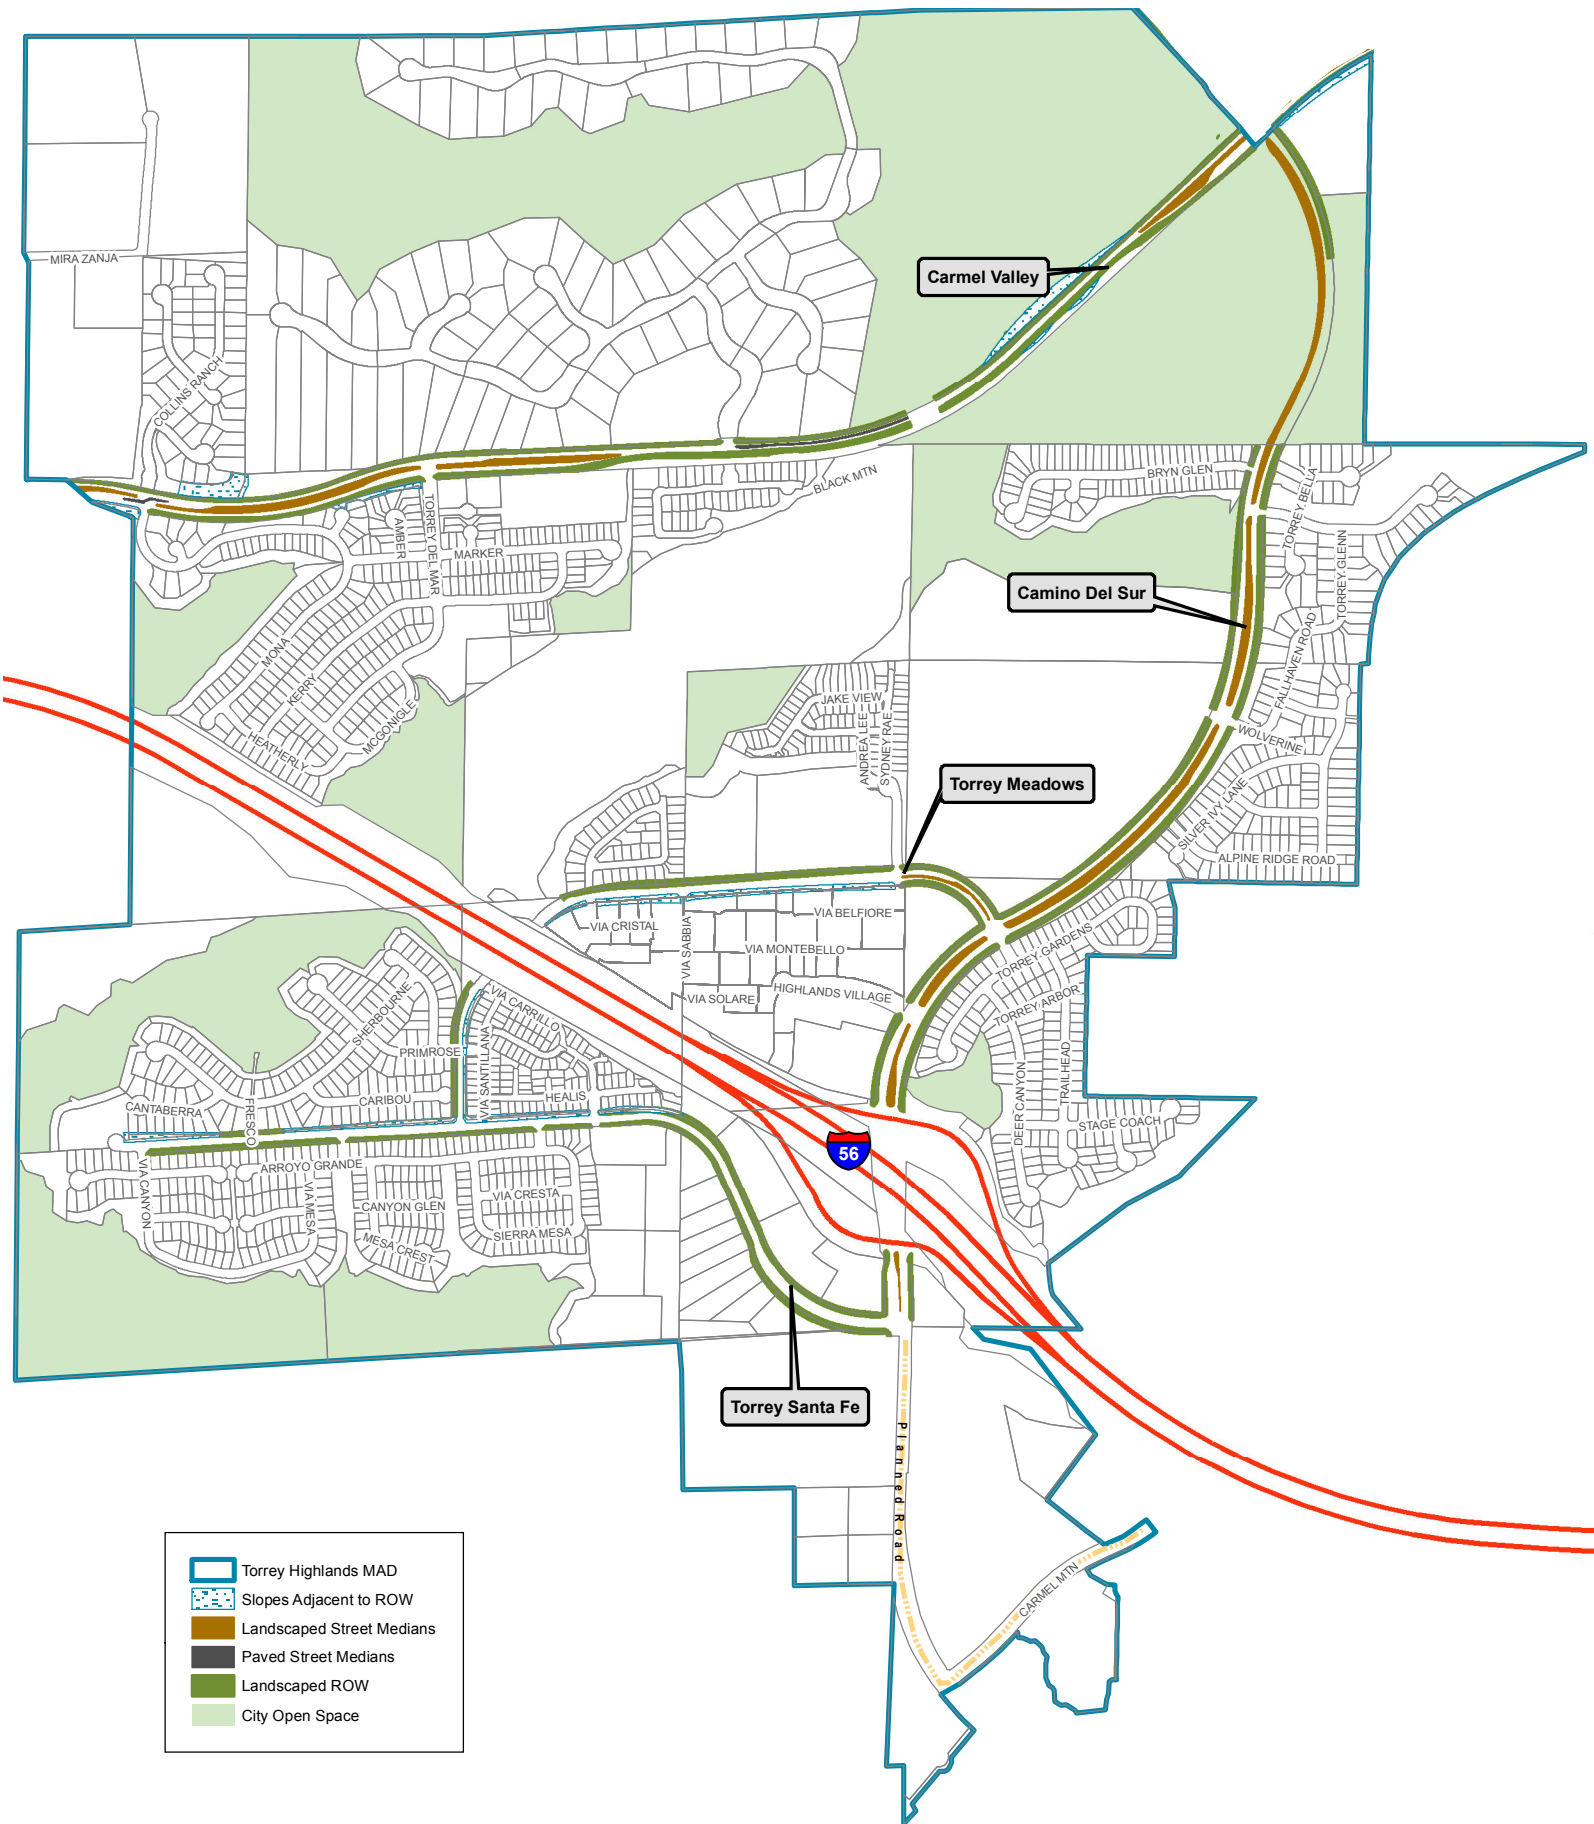 MIRA ZANJA
Carmel Valley
COLLINS RANCH
BLACK MTN
BRYN GLEN
TORREY BELLA
TORREY DEL MAR
AMBER
MARKER
TORREY GLENN
Camino Del Sur
MONA
KERRY
FALLHAVEN ROAD
MCGONIGLE
HEATHERLY
JAKE VIEW
ANDREA LEE
SYDNEY RAE
WOLVERINE
Torrey Meadows
SILVER IVY LANE
ALPINE RIDGE ROAD
VIA CRISTAL
VIA BELFIORE
VIA SABBIA
VIA MONTEBELLO
TORREY GARDENS
VIA SOLARE
HIGHLANDS VILLAGE
SHERBOURNE
VIA CARRILLO
TORREY ARBOR
PRIMROSE
VIA SANTILLANA
DEER CANYON
TRAILHEAD
CANTABERRA
FRESCO
CARIBOU
HEALIS
STAGE COACH
56
VIA CANYON
ARROYO GRANDE
VIA MESA
CANYON GLEN
VIA CRESTA
MESA CREST
SIERRA MESA
Torrey Santa Fe
Planned Road
CARMEL MTN
Torrey Highlands MAD
Slopes Adjacent to ROW
Landscaped Street Medians
Paved Street Medians
Landscaped ROW
City Open Space